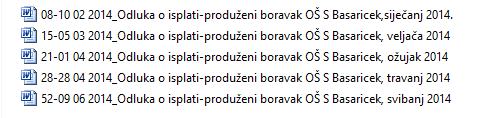 08-10 02 2014_Odluka o isplati-produženi boravak OŠ S Basaricek,siječanj 2014.
15-05 03 2014_Odluka o isplati-produženi boravak OŠ S Basaricek, veljača 2014
21-01 04 2014_Odluka o isplati-produženi boravak OŠ S Basaricek, ožujak 2014
28-28 04 2014_Odluka o isplati-produženi boravak OŠ S Basaricek, travanj 2014
52-09 06 2014_Odluka o isplati-produženi boravak OŠ S Basaricek, svibanj 2014